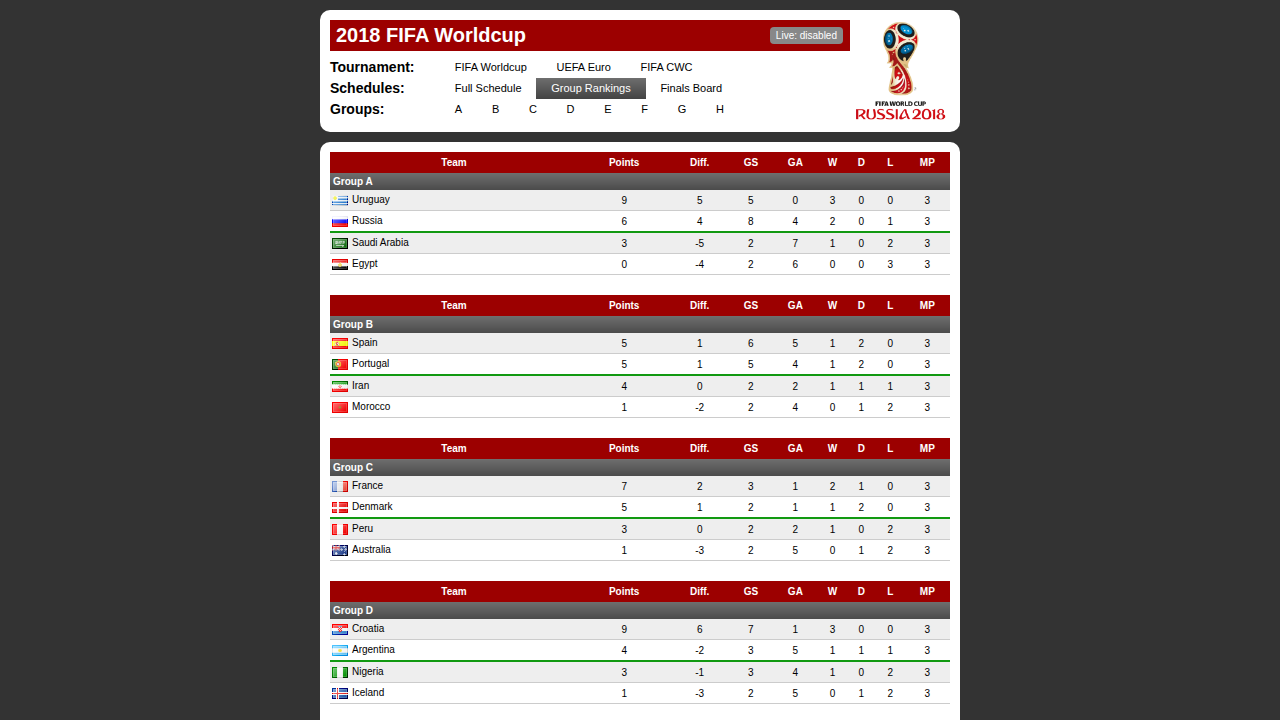 2018 FIFA Worldcup Live: disabled
Tournament: FIFA Worldcup UEFA Euro FIFA CWC
Schedules: Full Schedule Group Rankings Finals Board
Groups: A B C D E F G H
FIFA WORLD CUP
RUSSIA 2018
Team Points Diff. GS GA W D L MP
Group A
Uruguay 9 5 5 0 3 0 0 3
Russia 6 4 8 4 2 0 1 3
Saudi Arabia 3 -5 2 7 1 0 2 3
Egypt 0 -4 2 6 0 0 3 3
Team Points Diff. GS GA W D L MP
Group B
Spain 5 1 6 5 1 2 0 3
Portugal 5 1 5 4 1 2 0 3
Iran 4 0 2 2 1 1 1 3
Morocco 1 -2 2 4 0 1 2 3
Team Points Diff. GS GA W D L MP
Group C
France 7 2 3 1 2 1 0 3
Denmark 5 1 2 1 1 2 0 3
Peru 3 0 2 2 1 0 2 3
Australia 1 -3 2 5 0 1 2 3
Team Points Diff. GS GA W D L MP
Group D
Croatia 9 6 7 1 3 0 0 3
Argentina 4 -2 3 5 1 1 1 3
Nigeria 3 -1 3 4 1 0 2 3
Iceland 1 -3 2 5 0 1 2 3